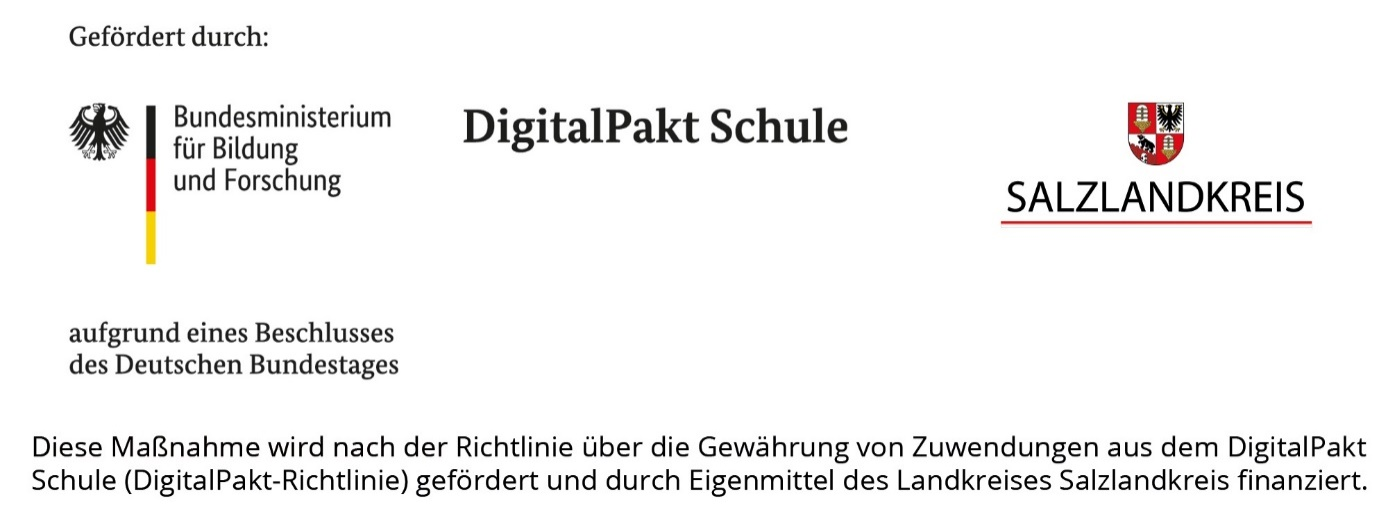 Gefördert durch:
Bundesministerium
für Bildung
und Forschung
DigitalPakt Schule
SALZLANDKREIS
aufgrund eines Beschlusses
des Deutschen Bundestages
Diese Maßnahme wird nach der Richtlinie über die Gewährung von Zuwendungen aus dem DigitalPakt
Schule (DigitalPakt-Richtlinie) gefördert und durch Eigenmittel des Landkreises Salzlandkreis finanziert.